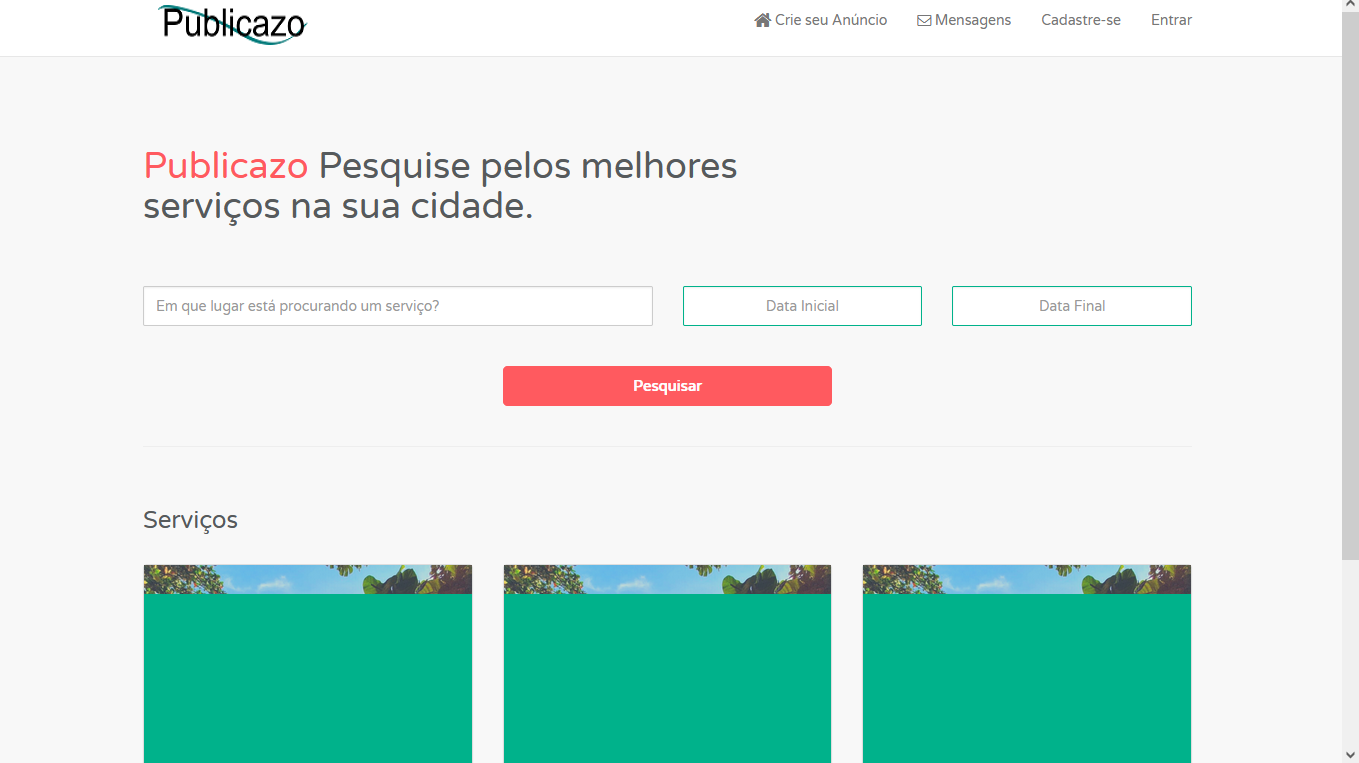 Publicazo
Crie seu Anúncio
Mensagens
Cadastre-se
Entrar
Publicazo Pesquise pelos melhores
serviços na sua cidade.
Em que lugar está procurando um serviço?
Data Inicial
Data Final
Pesquisar
Serviços